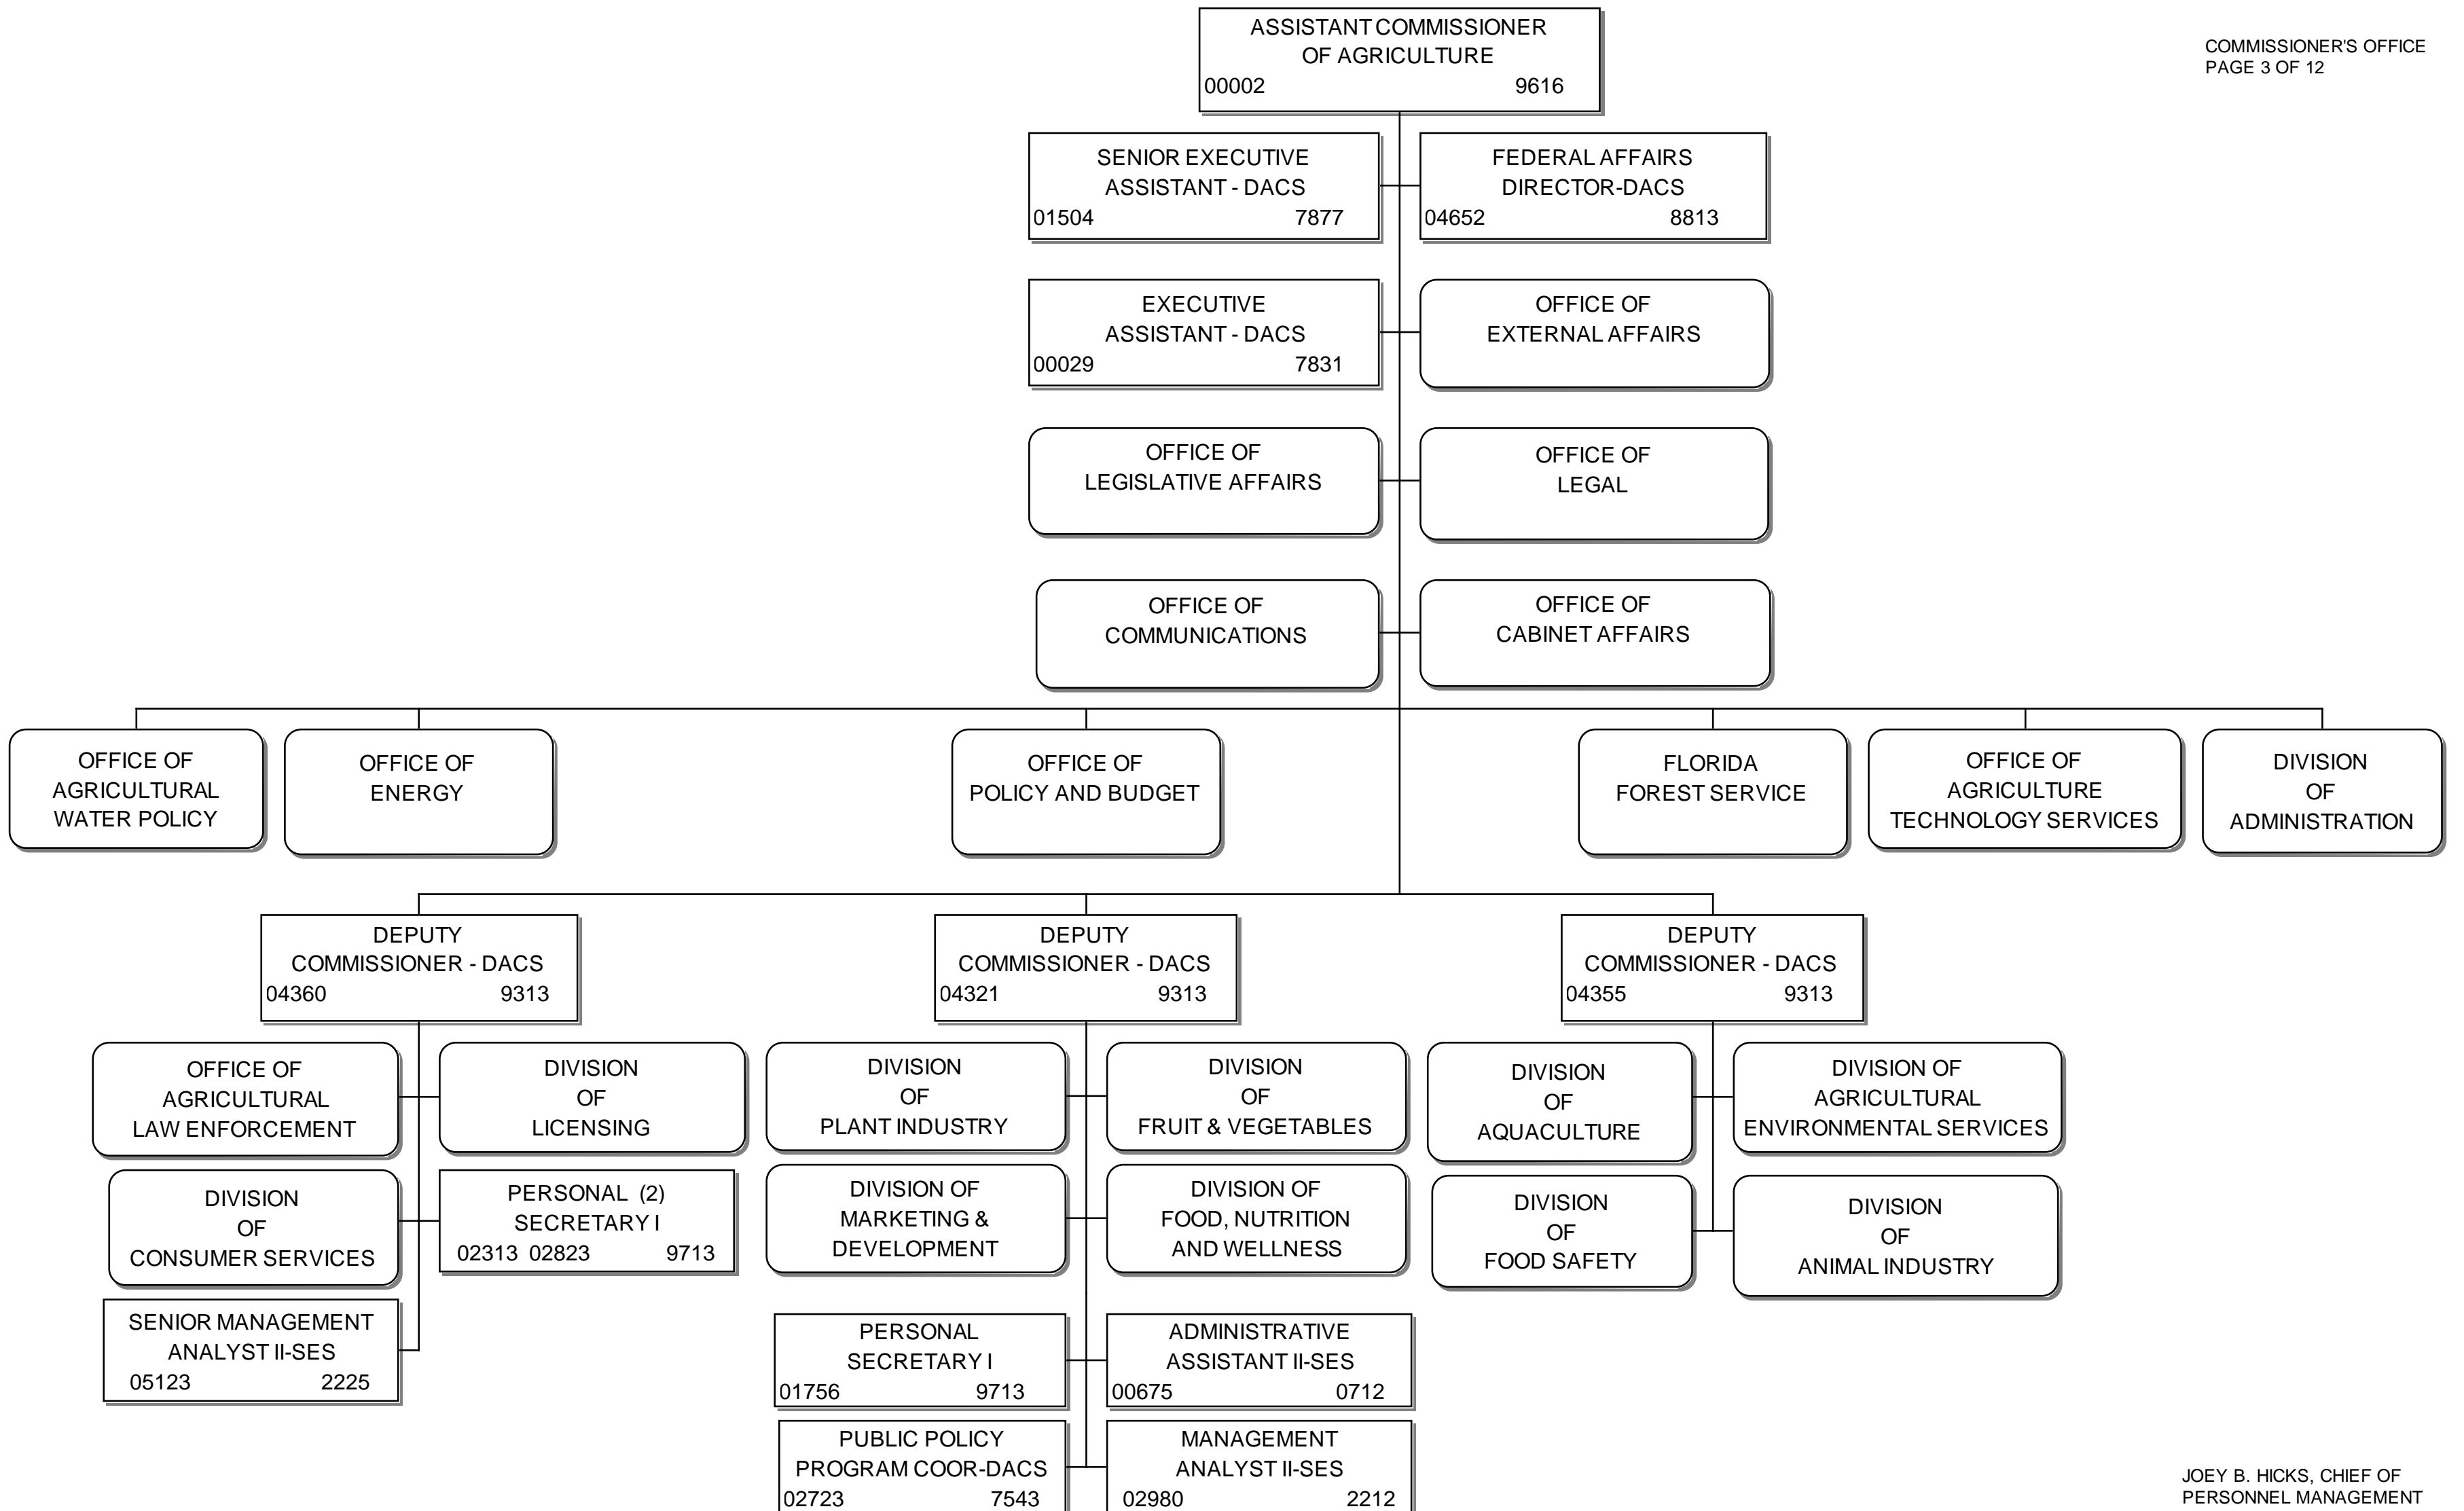 ASSISTANT COMMISSIONER
OF AGRICULTURE
00002 9616
COMMISSIONER'S OFFICE
PAGE 3 OF 12
SENIOR EXECUTIVE
ASSISTANT - DACS
01504 7877
FEDERAL AFFAIRS
DIRECTOR-DACS
04652 8813
EXECUTIVE
ASSISTANT - DACS
00029 7831
OFFICE OF
EXTERNAL AFFAIRS
OFFICE OF
LEGISLATIVE AFFAIRS
OFFICE OF
LEGAL
OFFICE OF
COMMUNICATIONS
OFFICE OF
CABINET AFFAIRS
OFFICE OF
AGRICULTURAL
WATER POLICY
OFFICE OF
ENERGY
OFFICE OF
POLICY AND BUDGET
FLORIDA
FOREST SERVICE
OFFICE OF
AGRICULTURE
TECHNOLOGY SERVICES
DIVISION
OF
ADMINISTRATION
DEPUTY
COMMISSIONER - DACS
04360 9313
DEPUTY
COMMISSIONER - DACS
04321 9313
DEPUTY
COMMISSIONER - DACS
04355 9313
OFFICE OF
AGRICULTURAL
LAW ENFORCEMENT
DIVISION
OF
LICENSING
DIVISION
OF
PLANT INDUSTRY
DIVISION
OF
FRUIT & VEGETABLES
DIVISION
OF
AQUACULTURE
DIVISION OF
AGRICULTURAL
ENVIRONMENTAL SERVICES
DIVISION
OF
CONSUMER SERVICES
PERSONAL (2)
SECRETARY I
02313 02823 9713
DIVISION OF
MARKETING &
DEVELOPMENT
DIVISION OF
FOOD, NUTRITION
AND WELLNESS
DIVISION
OF
FOOD SAFETY
DIVISION
OF
ANIMAL INDUSTRY
SENIOR MANAGEMENT
ANALYST II-SES
05123 2225
PERSONAL
SECRETARY I
01756 9713
ADMINISTRATIVE
ASSISTANT II-SES
00675 0712
PUBLIC POLICY
PROGRAM COOR-DACS
02723 7543
MANAGEMENT
ANALYST II-SES
02980 2212
JOEY B. HICKS, CHIEF OF
PERSONNEL MANAGEMENT